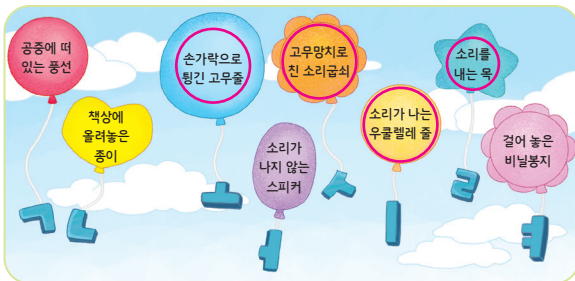 공중에 떠
있는 풍선
책상에
올려놓은
종이
손가락으로
튕긴 고무줄
소리가
나지 않는
스피커
고무망치로
친 소리굽쇠
소리가 나는
우쿨렐레 줄
소리를
내는 목
걸어 놓은
비닐봉지
ㄱ
ㄴ
ㅗ
ㅓ
ㅅ
ㅣ
ㄹ
ㅕ